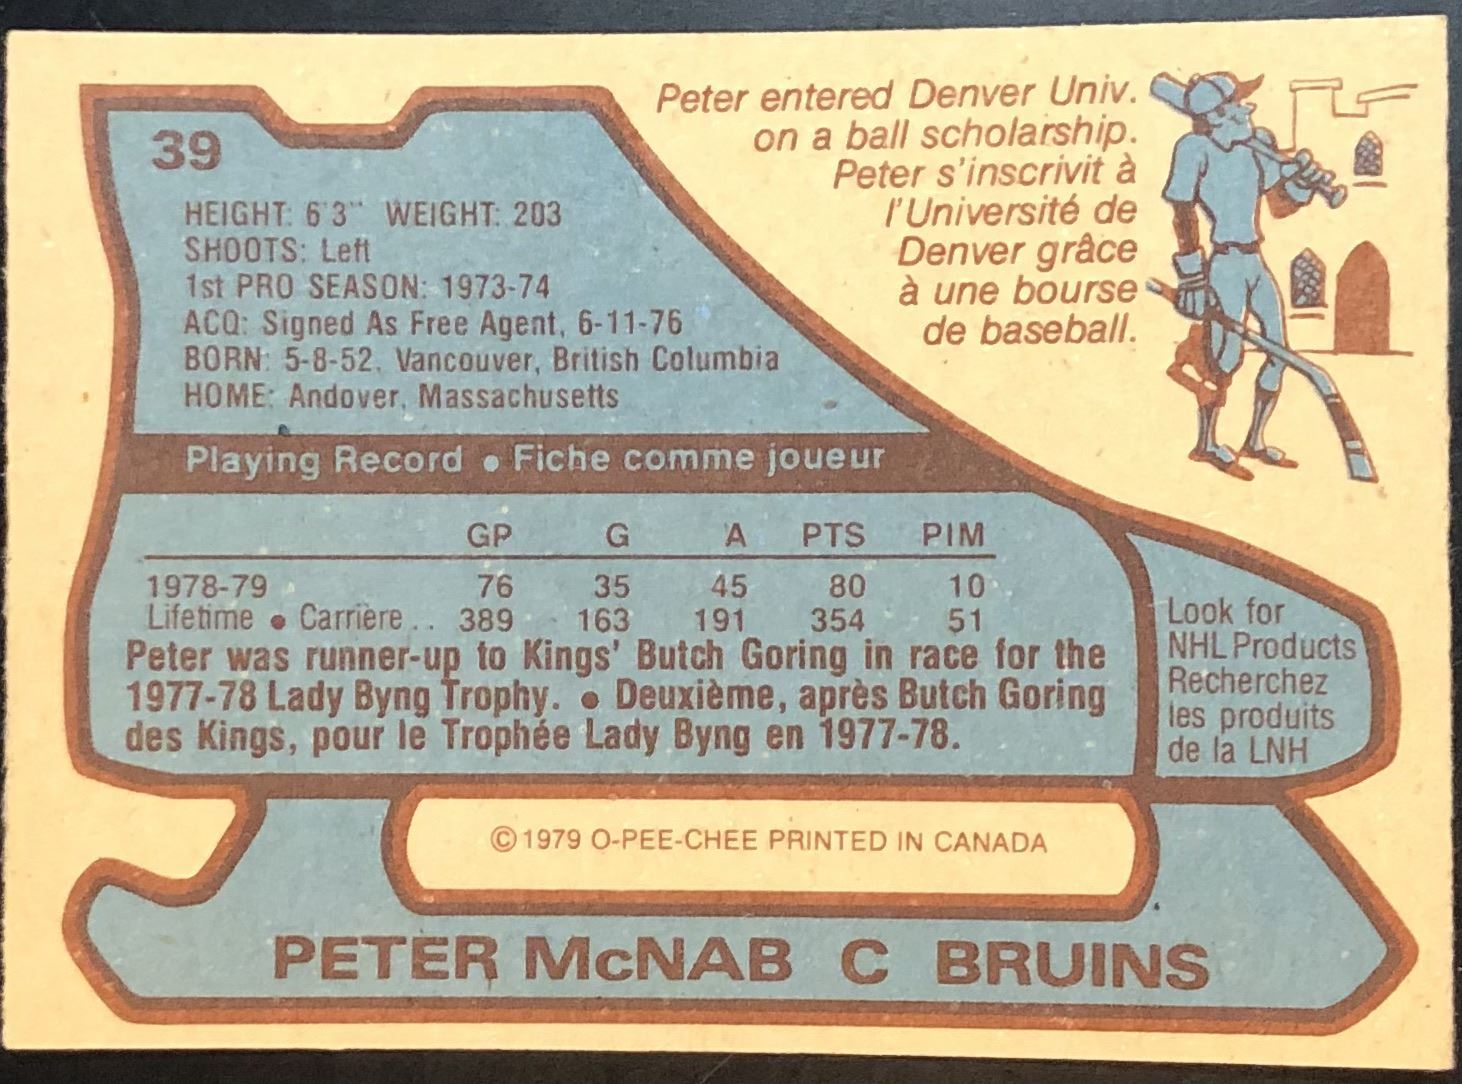 39
HEIGHT: 6'3" WEIGHT: 203
SHOOTS: Left
1st PRO SEASON: 1973-74
ACQ: Signed As Free Agent, 6-11-76
BORN: 5-8-52, Vancouver, British Columbia
HOME: Andover, Massachusetts
Peter entered Denver Univ.
on a ball scholarship.
Peter s'inscrivit à
l'Université de
Denver grâce
à une bourse
de baseball.
Playing Record • Fiche comme joueur
GP G A PTS PIM
1978-79 76 35 45 80 10
Lifetime • Carrière .. 389 163 191 354 51
Peter was runner-up to Kings' Butch Goring in race for the
1977-78 Lady Byng Trophy. • Deuxième, après Butch Goring
des Kings, pour le Trophée Lady Byng en 1977-78.
Look for
NHL Products
Recherchez
les produits
de la LNH
© 1979 O-PEE-CHEE PRINTED IN CANADA
PETER McNAB C BRUINS